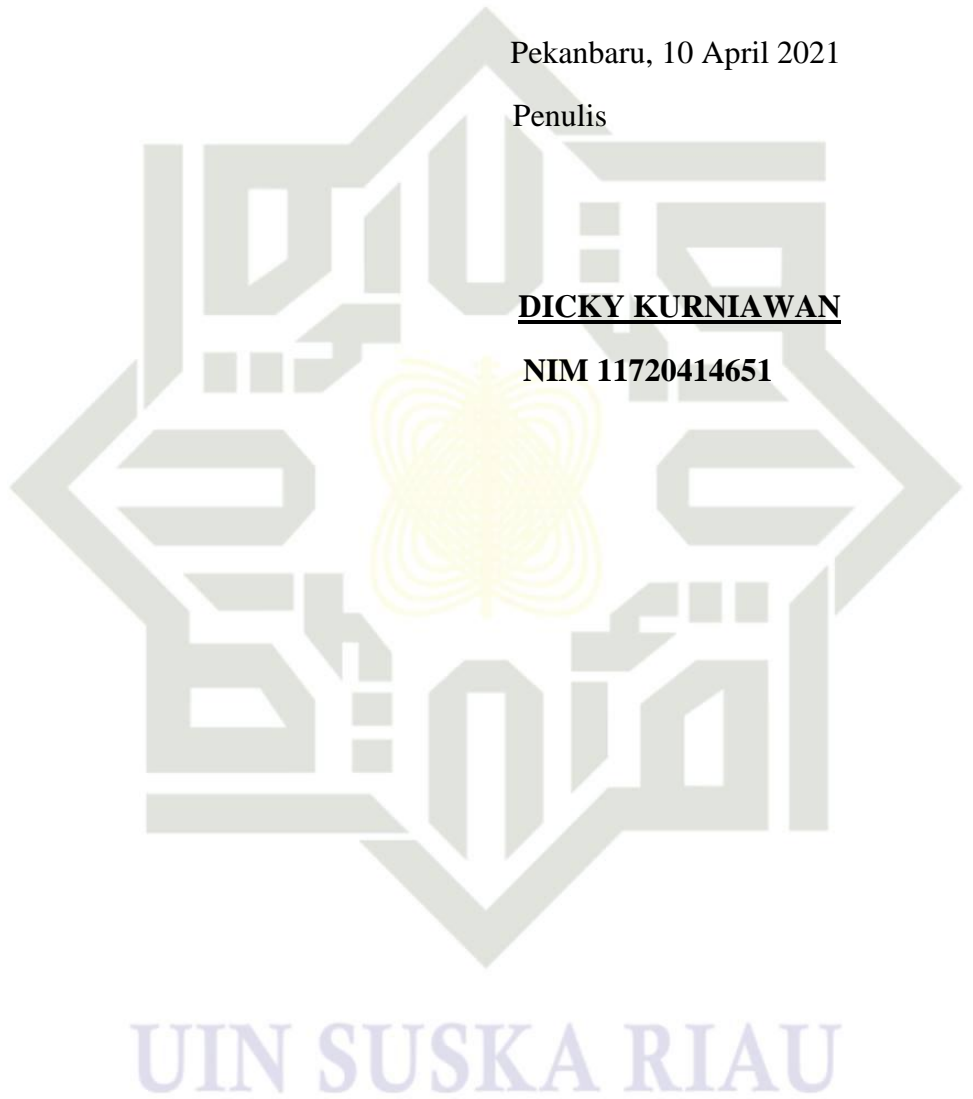 Pekanbaru, 10 April 2021
Penulis
DICKY KURNIAWAN
NIM 11720414651
UIN SUSKA RIAU